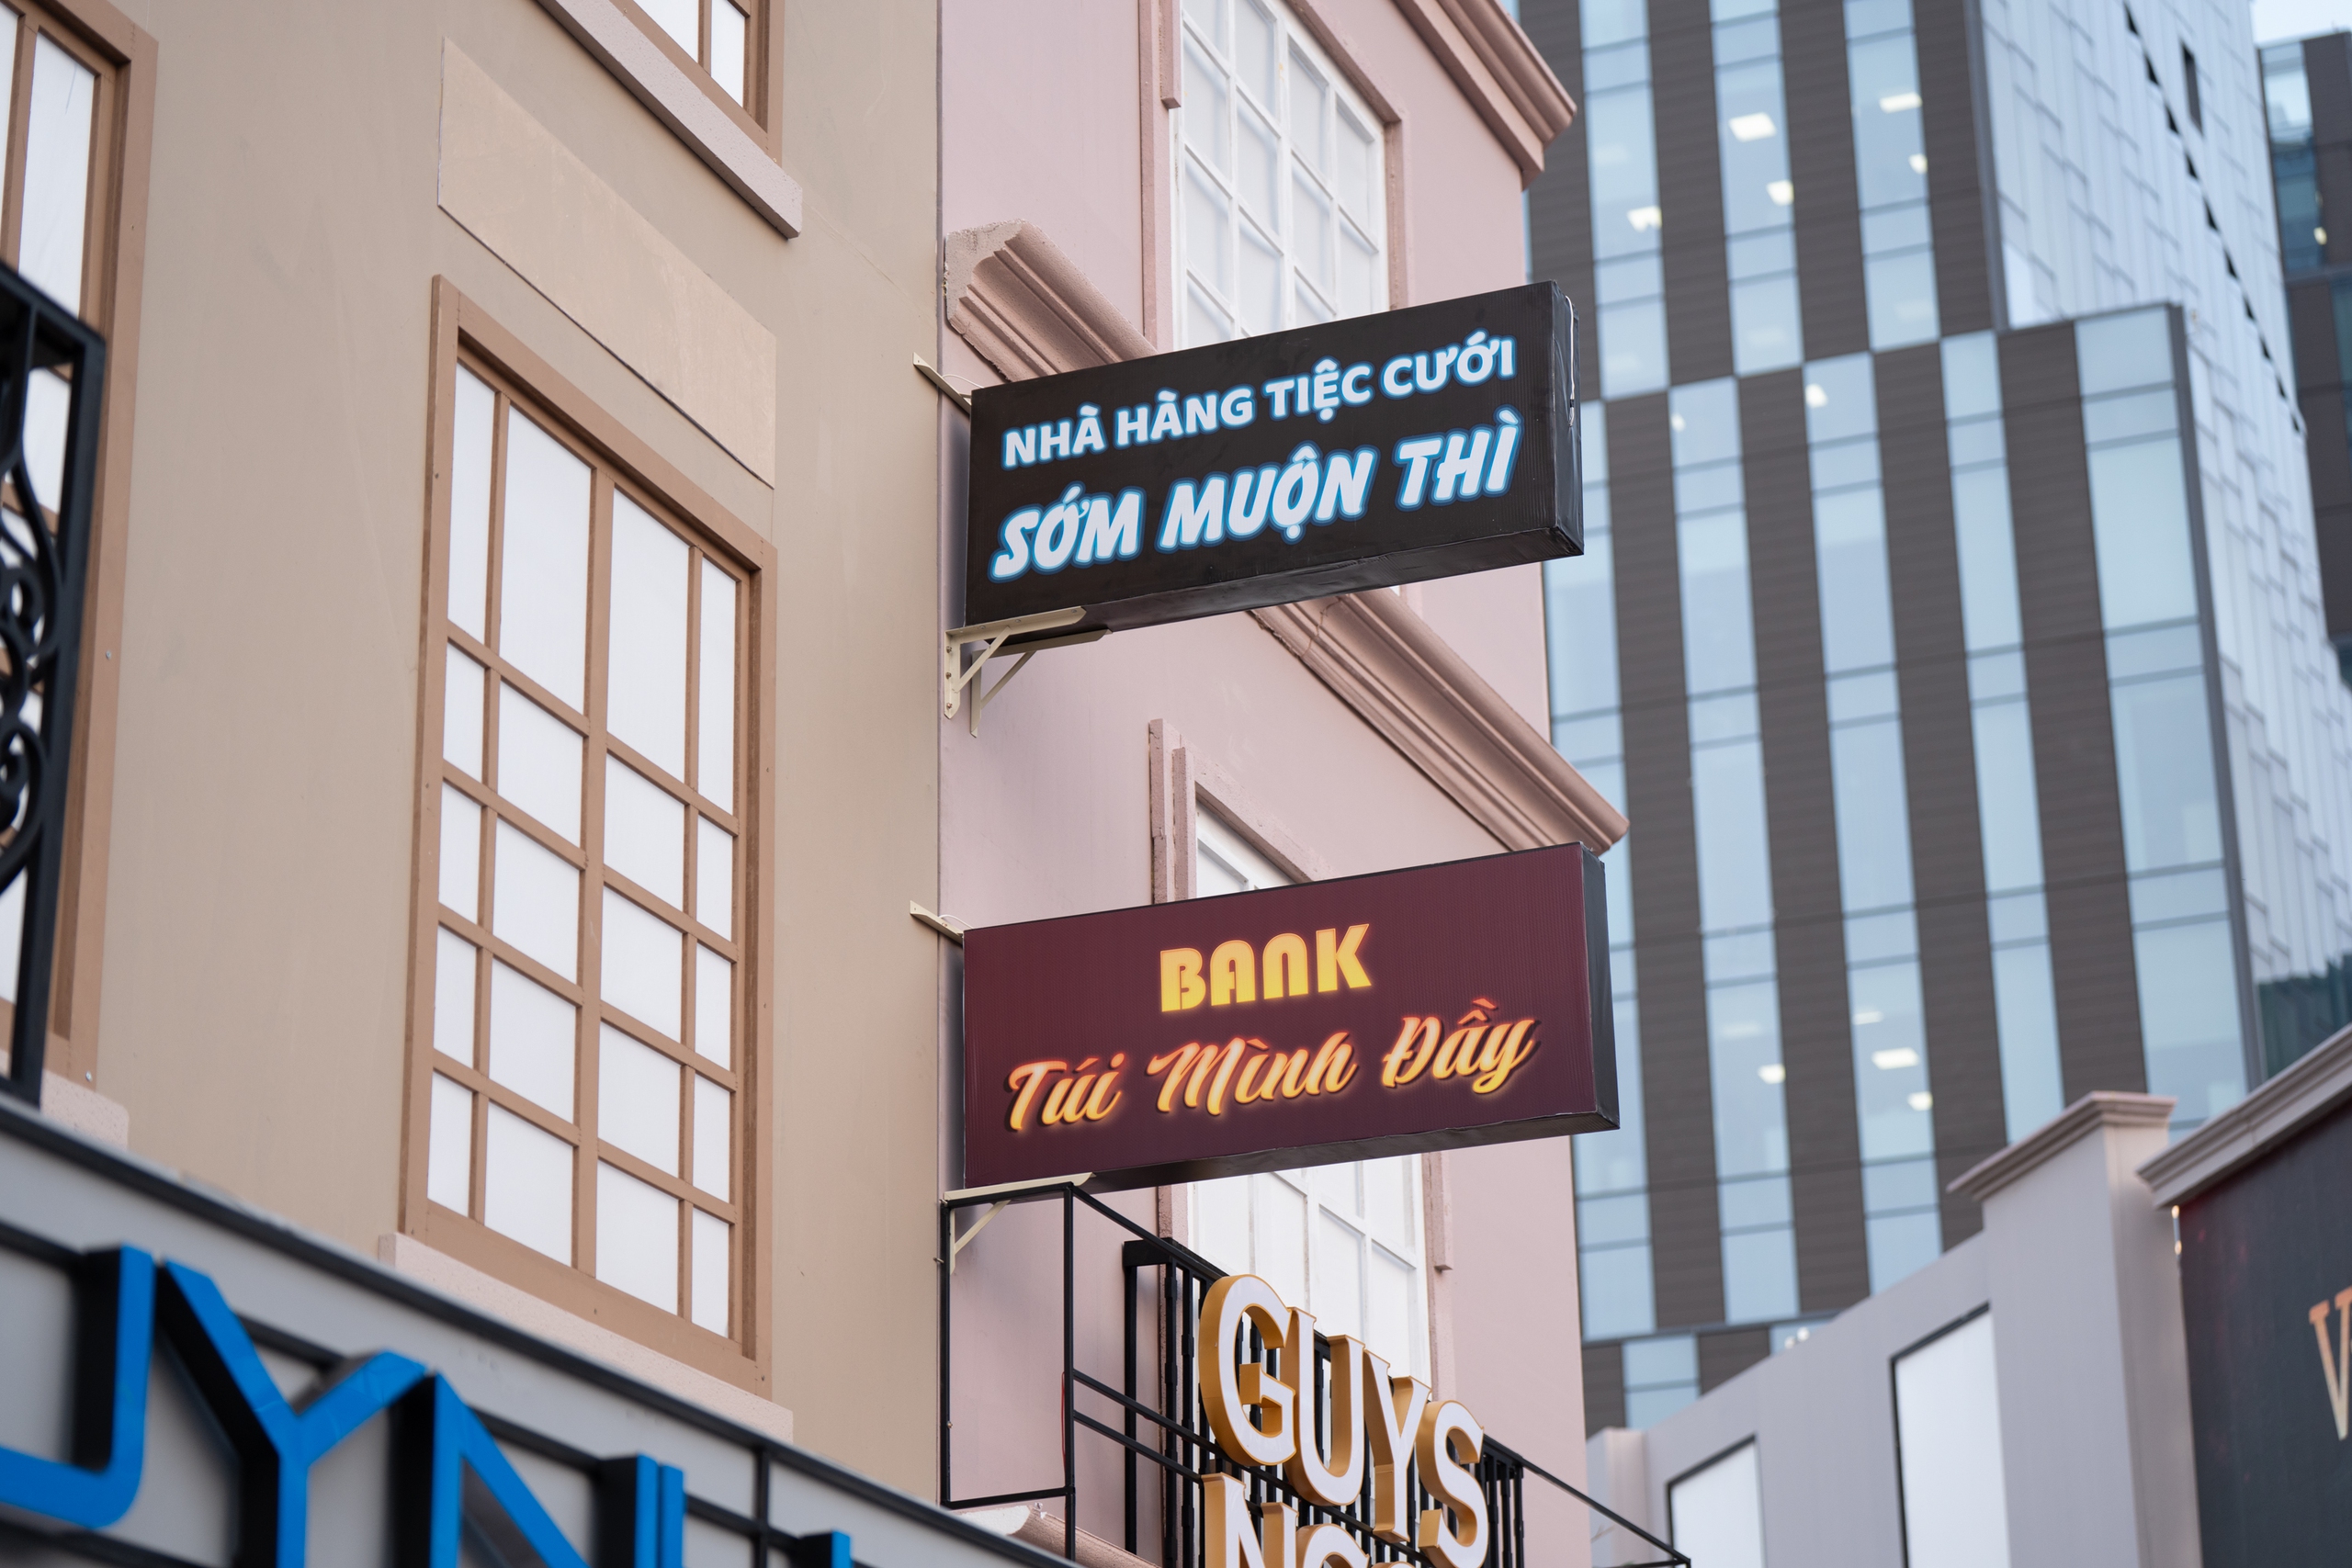 NHÀ HÀNG TIỆC CƯỚI
SỚM MUỘN THÌ
BANK
Túi Mình Đầy
GUYS